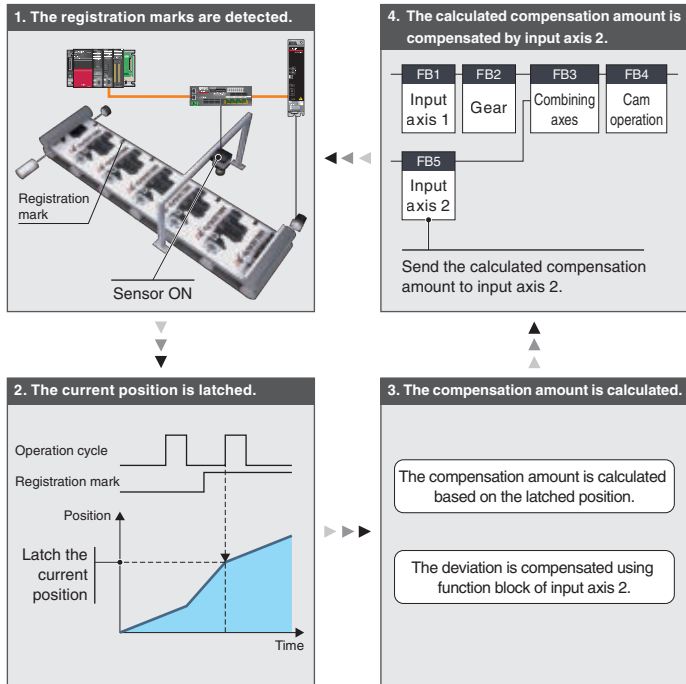 1. The registration marks are detected.
Registration
mark
Sensor ON
2. The current position is latched.
Operation cycle
Registration mark
Position
Latch the
current
position
Time
3. The compensation amount is calculated.
The compensation amount is calculated
based on the latched position.
The deviation is compensated using
function block of input axis 2.
4. The calculated compensation amount is
compensated by input axis 2.
FB1
FB2
FB3
FB4
Input
axis 1
Gear
Combining
axes
Cam
operation
FB5
Input
axis 2
Send the calculated compensation
amount to input axis 2.